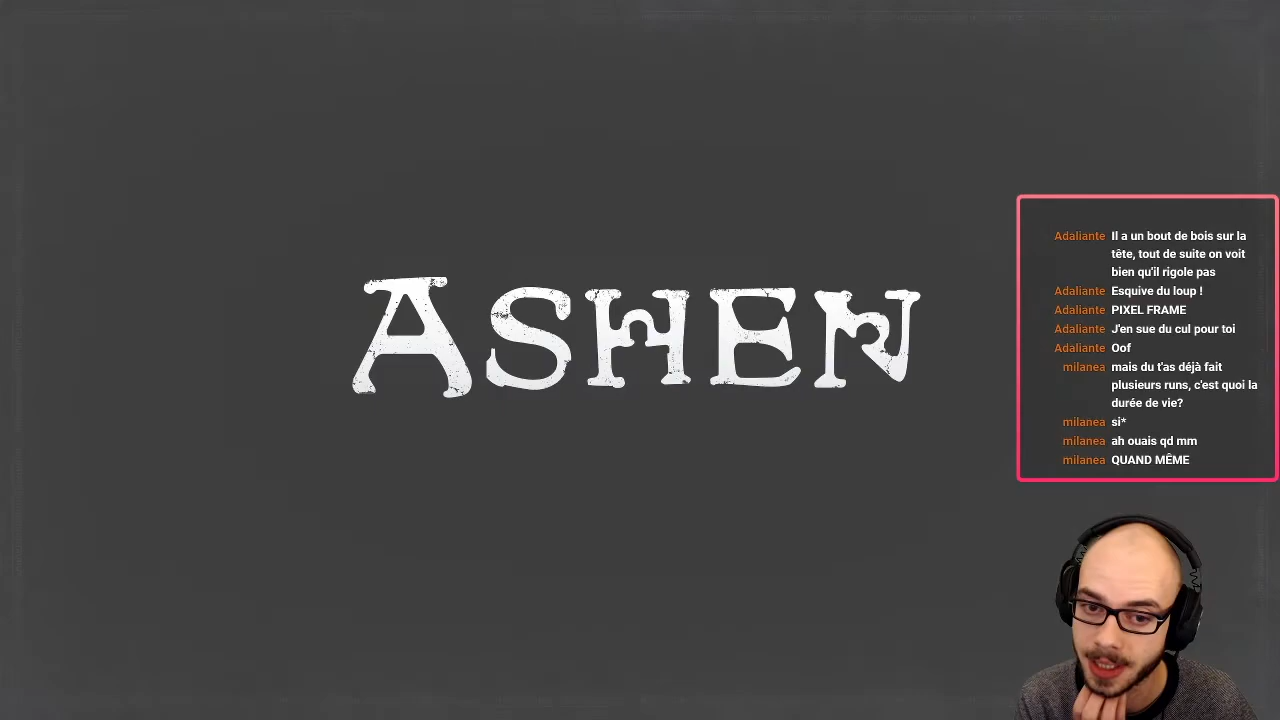 ASHEN
Adaliante Il a un bout de bois sur la
tête, tout de suite on voit
bien qu'il rigole pas
Adaliante Esquive du loup !
Adaliante PIXEL FRAME
Adaliante J'en sue du cul pour toi
Adaliante Oof
milanea mais du t'as déjà fait
plusieurs runs, c'est quoi la
durée de vie?
milanea si*
milanea ah ouais qd mm
milanea QUAND MÊME